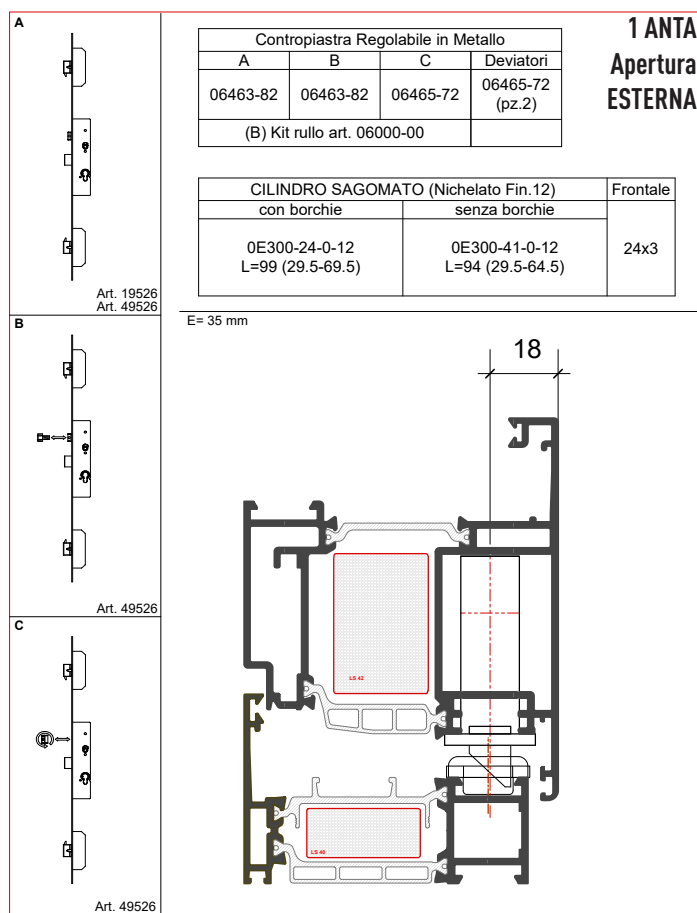 A
Art. 19526
Art. 49526
B
Art. 49526
C
Art. 49526
Contropiastra Regolabile in Metallo
A B C Deviatori
06463-82 06463-82 06465-72 06465-72
(pz.2)
(B) Kit rullo art. 06000-00
1 ANTA
Apertura
ESTERNA
CILINDRO SAGOMATO (Nichelato Fin.12) Frontale
con borchie senza borchie
0E300-24-0-12 0E300-41-0-12 24x3
L=99 (29.5-69.5) L=94 (29.5-64.5)
E= 35 mm
18
LS 42
LS 40